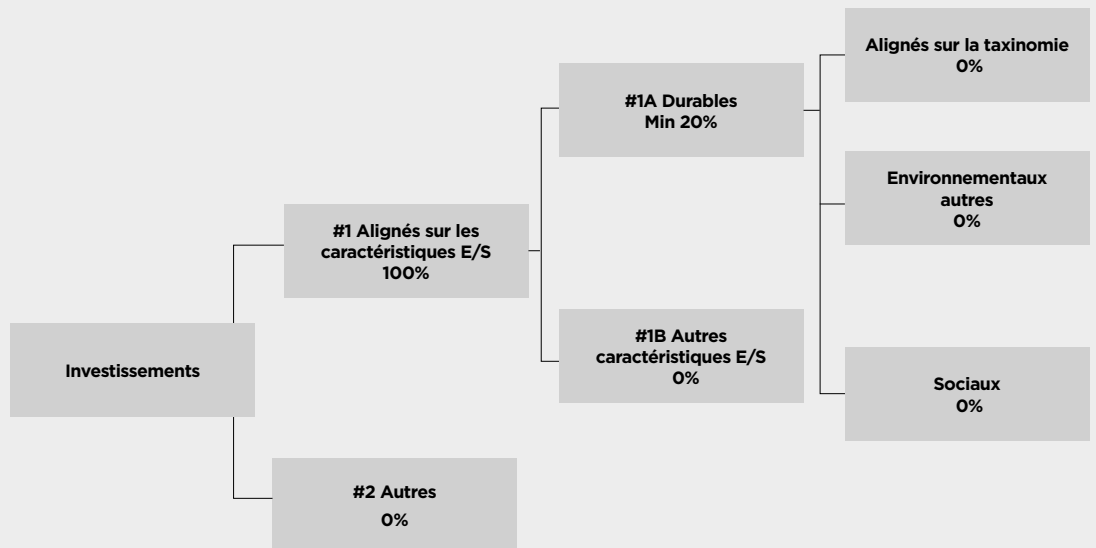 Investissements
#1 Alignés sur les
caractéristiques E/S
100%
#2 Autres
0%
#1A Durables
Min 20%
#1B Autres
caractéristiques E/S
0%
Alignés sur la taxinomie
0%
Environnementaux
autres
0%
Sociaux
0%